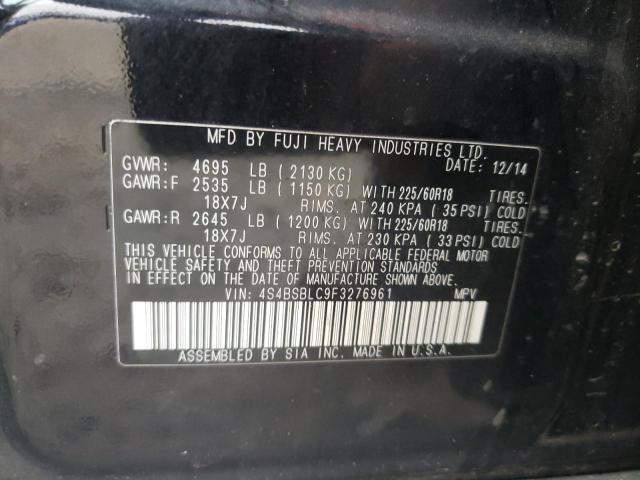 MFD BY FUJI HEAVY INDUSTRIES LTD.
GVWR: 4695 LB ( 2130 KG) DATE: 12/14
GAWR:F 2535 LB ( 1150 KG) WITH 225/60R18 TIRES.
18X7J RIMS. AT 240 KPA ( 35 PSI) COLD
GAWR:R 2645 LB ( 1200 KG) WITH 225/60R18 TIRES.
18X7J RIMS. AT 230 KPA ( 33 PSI) COLD
THIS VEHICLE CONFORMS TO ALL APPLICABLE FEDERAL MOTOR
VEHICLE SAFETY AND THEFT PREVENTION STANDARDS
IN EFFECT ON THE DATE OF MANUFACTURE SHOWN ABOVE.
VIN: 4S4BSBLC9F3276961 MPV
ASSEMBLED BY SIA INC. MADE IN U.S.A.